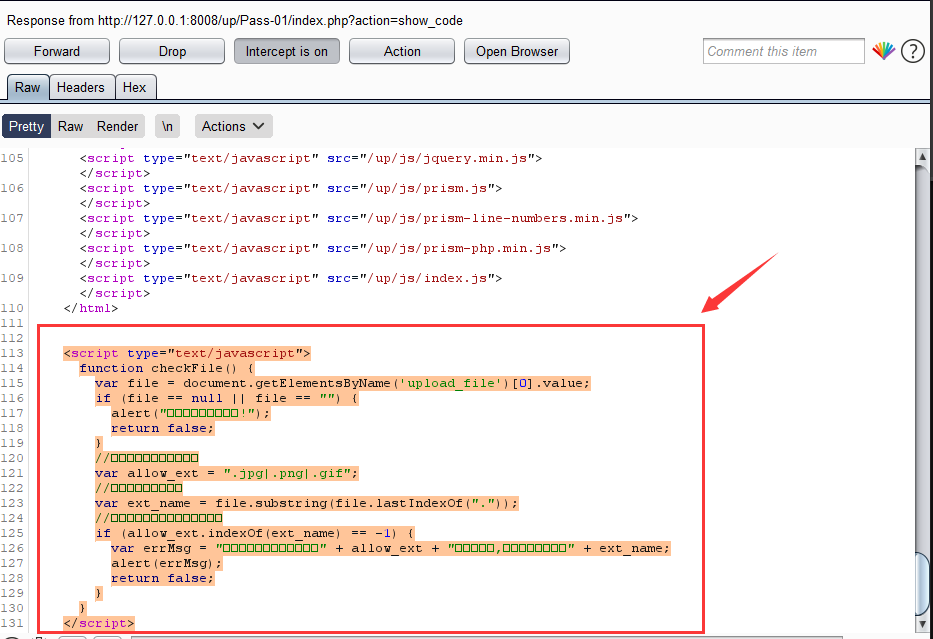 Response from http://127.0.0.1:8008/up/Pass-01/index.php?action=show_code
Forward Drop Intercept is on Action Open Browser Comment this item ?
Raw Headers Hex
Pretty Raw Render \n Actions
105 <script type="text/javascript" src="/up/js/jquery.min.js">
</script>
106 <script type="text/javascript" src="/up/js/prism.js">
</script>
107 <script type="text/javascript" src="/up/js/prism-line-numbers.min.js">
</script>
108 <script type="text/javascript" src="/up/js/prism-php.min.js">
</script>
109 <script type="text/javascript" src="/up/js/index.js">
</script>
110 </html>
111
112
113 <script type="text/javascript">
114 function checkFile() {
115 var file = document.getElementsByName('upload_file')[0].value;
116 if (file == null || file == "") {
117 alert("□□□□□□□□□!");
118 return false;
119 }
120 //□□□□□□□□□□□
121 var allow_ext = ".jpg|.png|.gif";
122 //□□□□□□□□□
123 var ext_name = file.substring(file.lastIndexOf("."));
124 //□□□□□□□□□□□□□□
125 if (allow_ext.indexOf(ext_name) == -1) {
126 var errMsg = "□□□□□□□□□□□□" + allow_ext + "□□□□□,□□□□□□□□" + ext_name;
127 alert(errMsg);
128 return false;
129 }
130 }
131 </script>